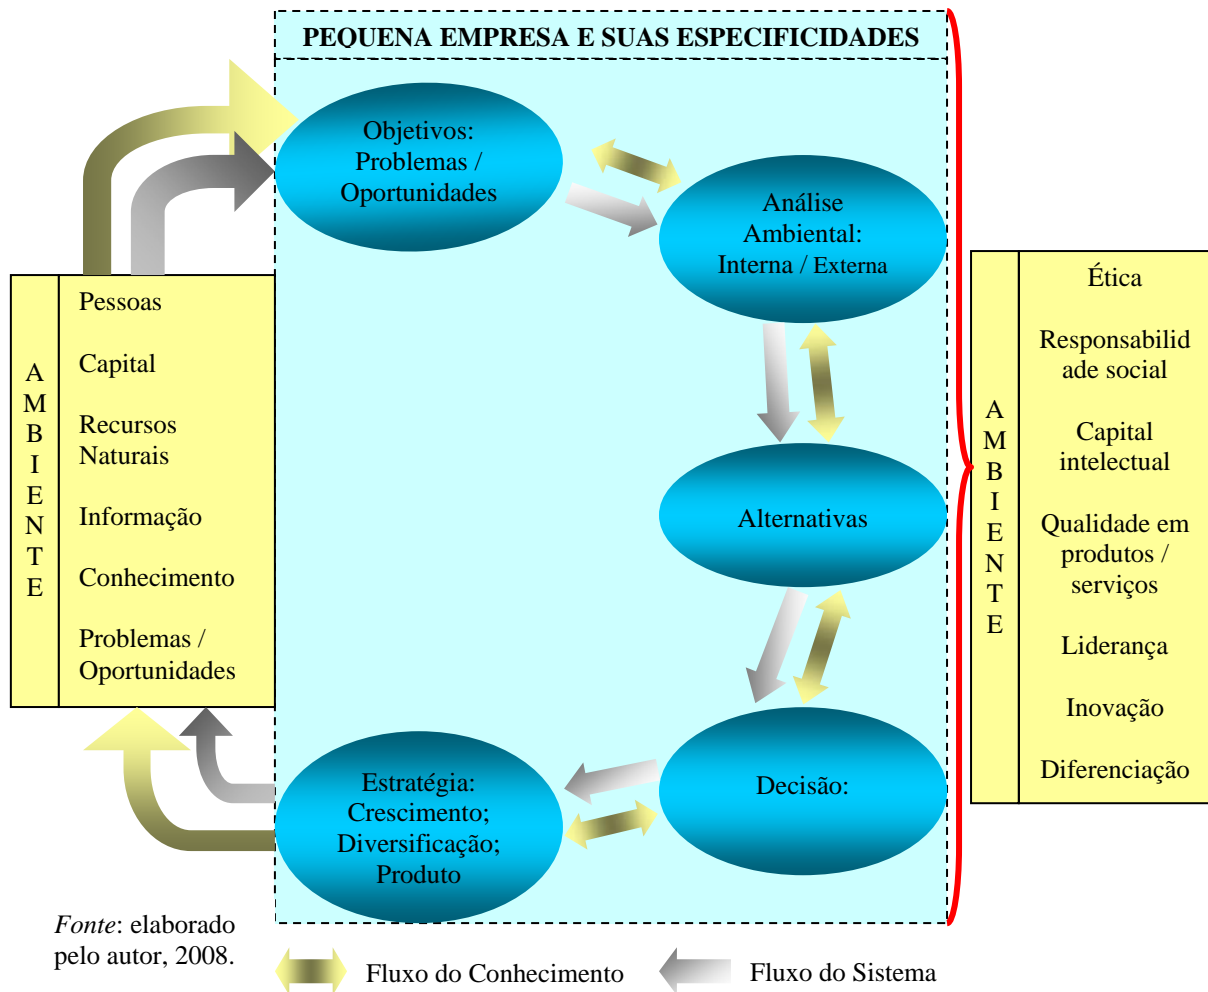 PEQUENA EMPRESA E SUAS ESPECIFICIDADES
Objetivos:
Problemas /
Oportunidades
Análise
Ambiental:
Interna / Externa
Alternativas
Decisão:
Estratégia:
Crescimento;
Diversificação;
Produto
A
M
B
I
E
N
T
E
Pessoas
Capital
Recursos
Naturais
Informação
Conhecimento
Problemas /
Oportunidades
A
M
B
I
E
N
T
E
Ética
Responsabilid
ade social
Capital
intelectual
Qualidade em
produtos /
serviços
Liderança
Inovação
Diferenciação
Fonte: elaborado
pelo autor, 2008.
Fluxo do Conhecimento
Fluxo do Sistema